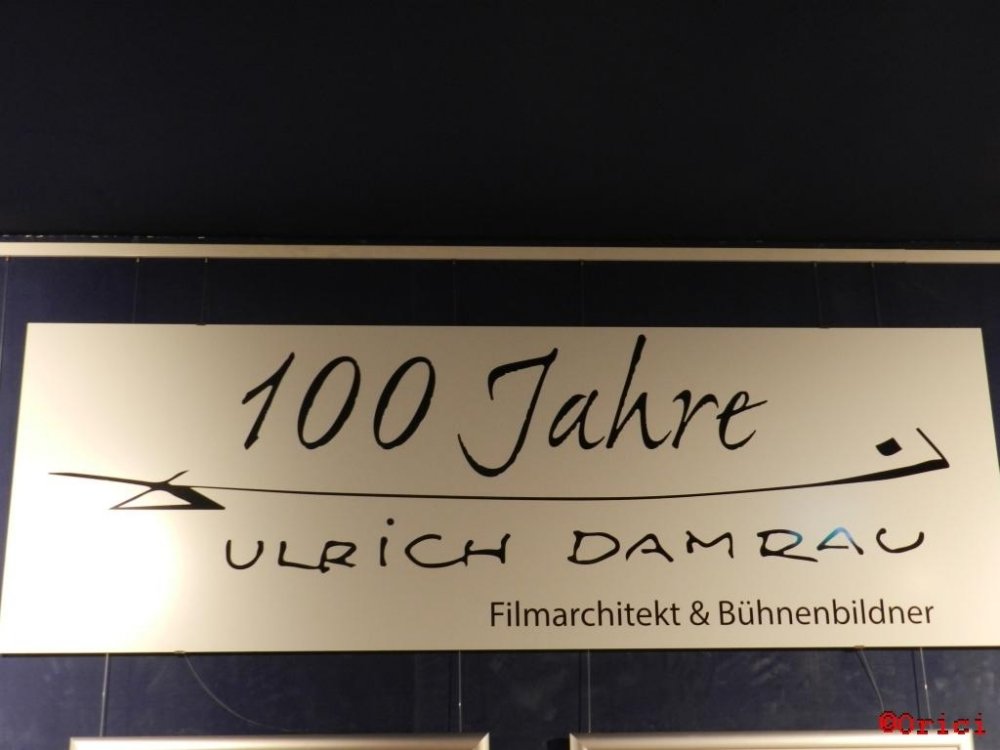 100 Jahre
ULRiCH DAMRAU
Filmarchitekt & Bühnenbildner
@Orici